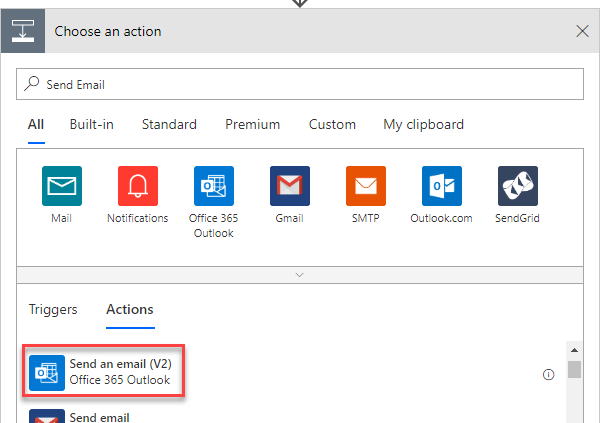 Choose an action
Send Email
All Built-in Standard Premium Custom My clipboard
Mail Notifications Office 365 Outlook Gmail SMTP Outlook.com SendGrid
Triggers Actions
Send an email (V2)
Office 365 Outlook
Send email